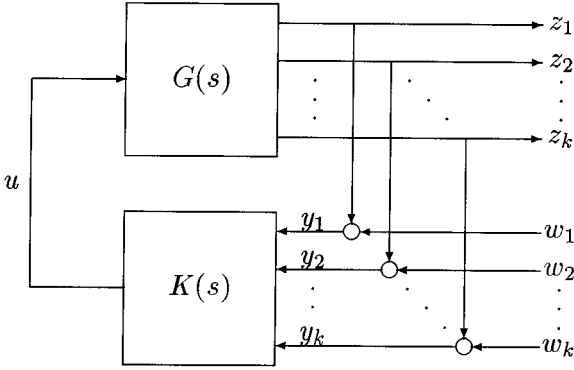 G(s)
z₁
z₂
zₖ
u
K(s)
y₁
y₂
yₖ
w₁
w₂
wₖ